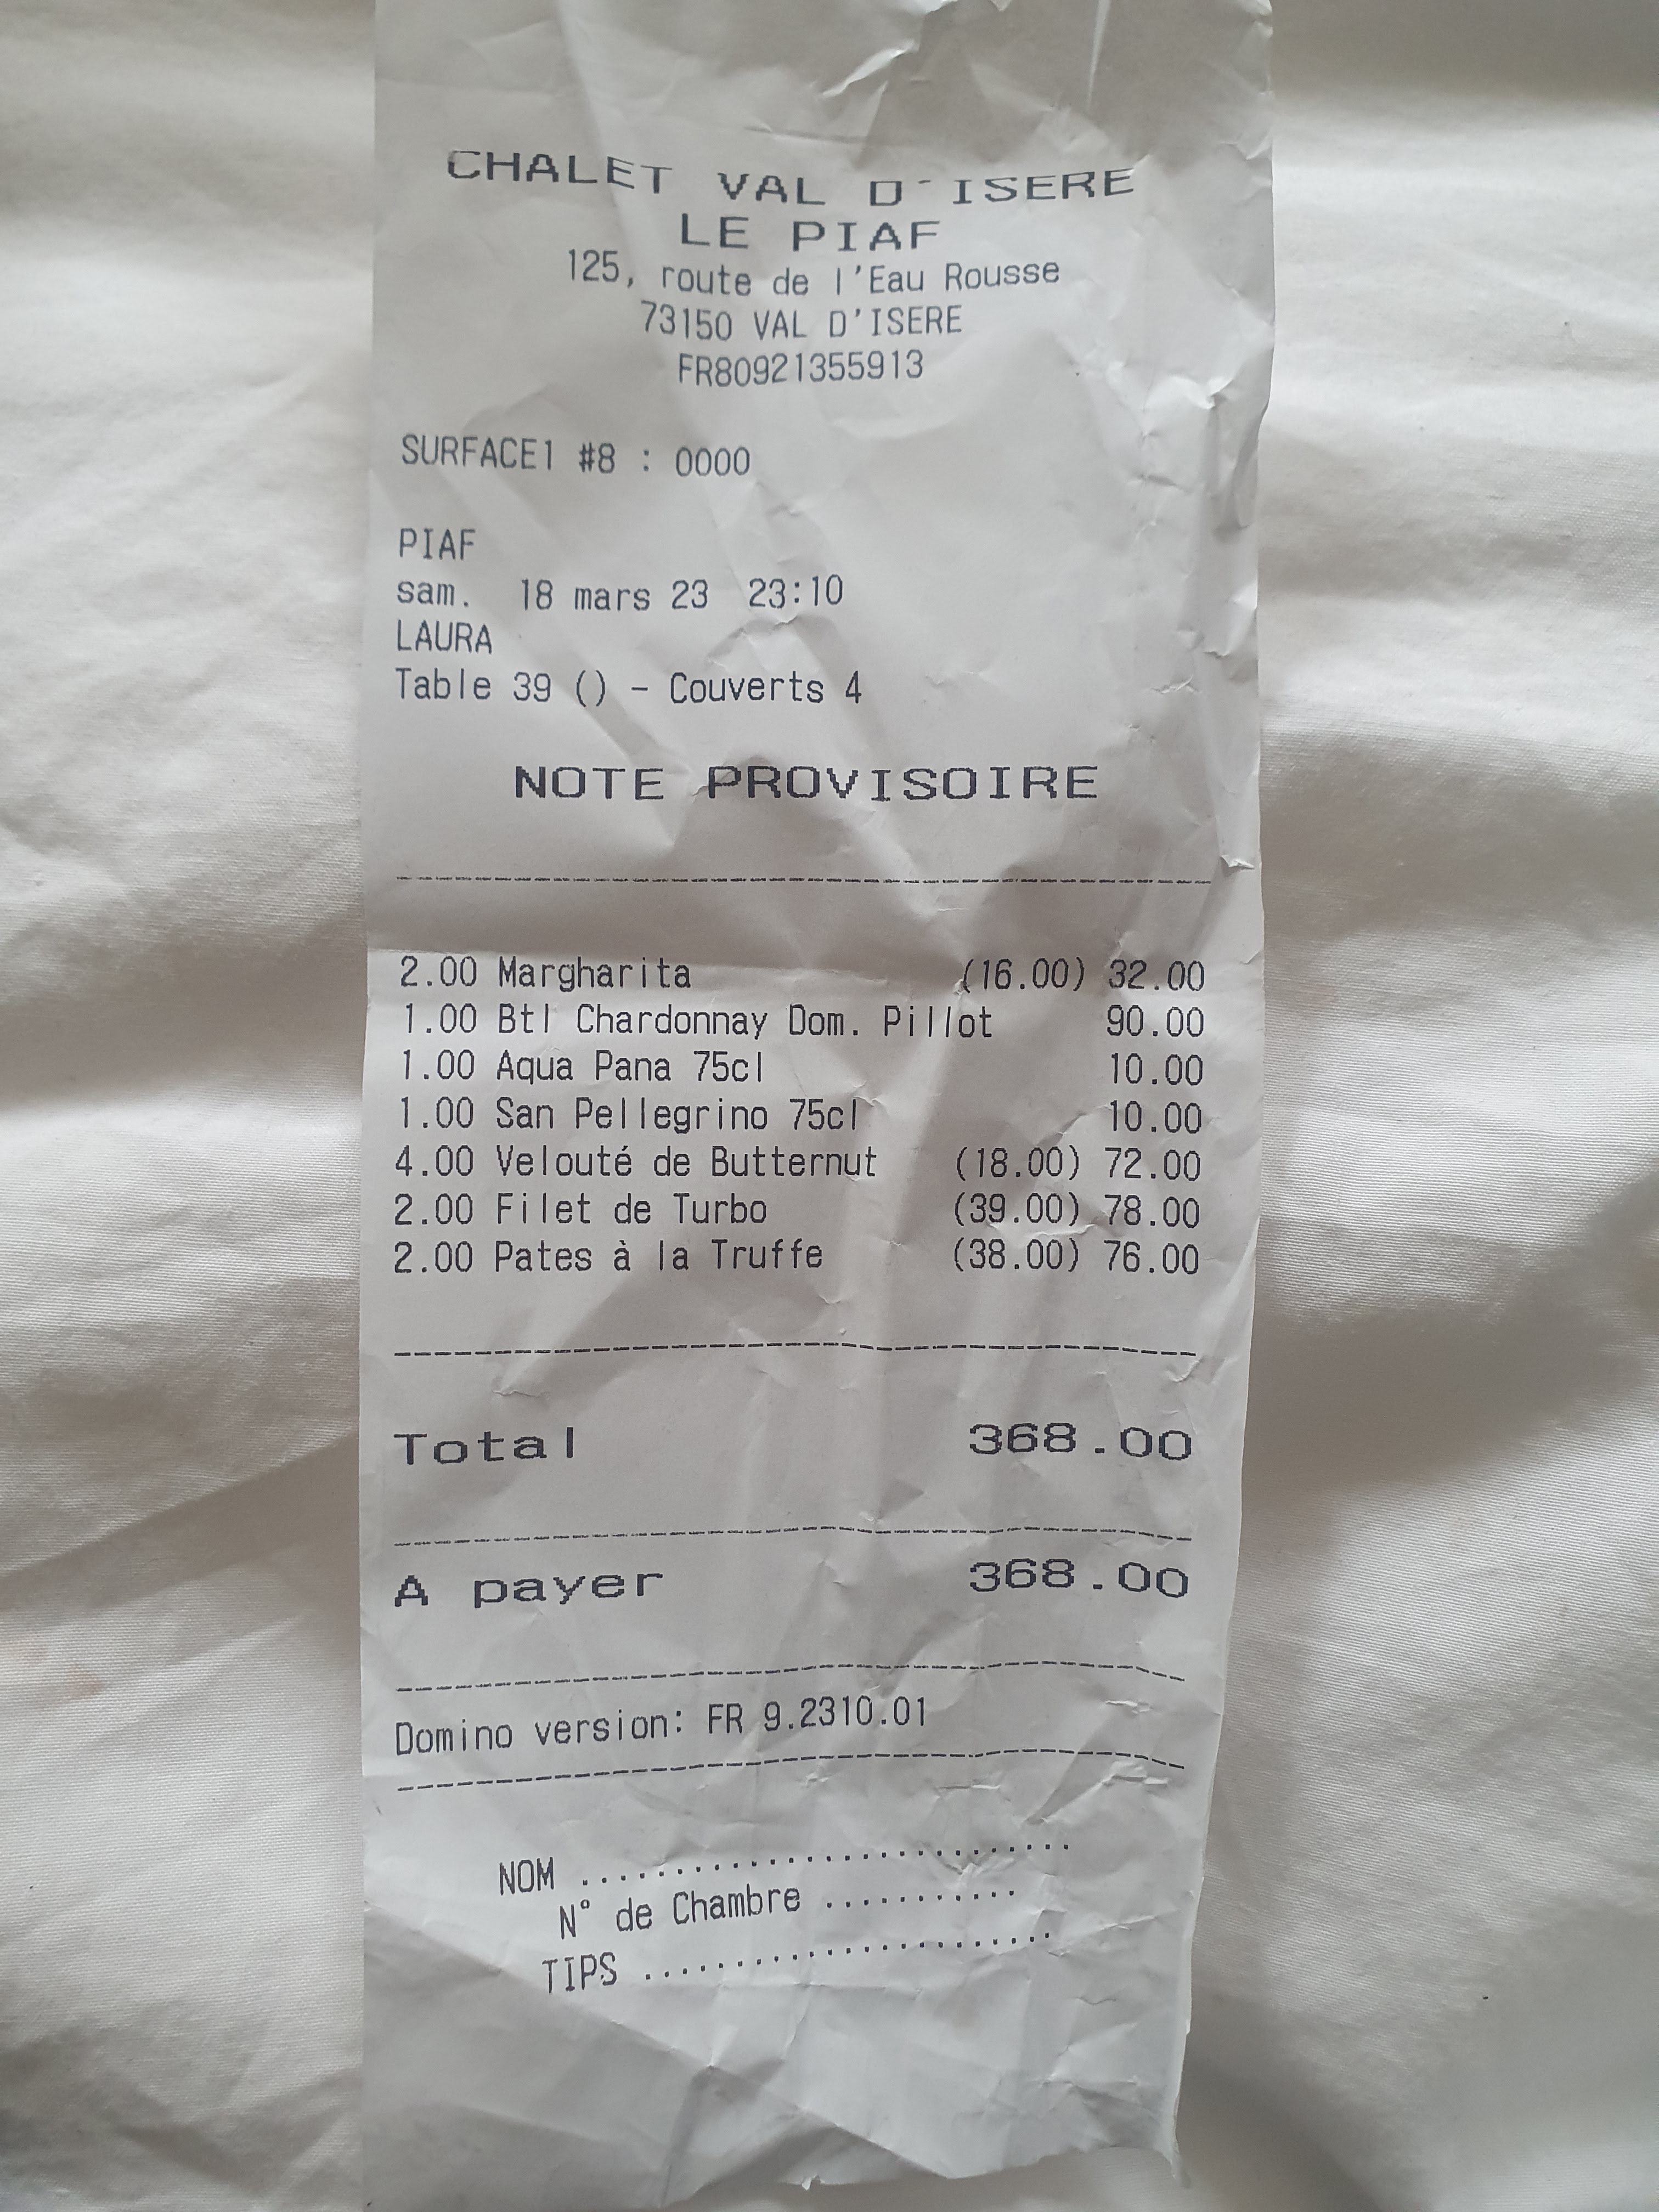 CHALET VAL D'ISERE
LE PIAF
125, route de l'Eau Rousse
73150 VAL D'ISERE
FR80921355913
SURFACE1 #8 : 0000
PIAF
sam. 18 mars 23 23:10
LAURA
Table 39 () - Couverts 4
NOTE PROVISOIRE
2.00 Margharita (16.00) 32.00
1.00 Btl Chardonnay Dom. Pillot 90.00
1.00 Aqua Pana 75cl 10.00
1.00 San Pellegrino 75cl 10.00
4.00 Velouté de Butternut (18.00) 72.00
2.00 Filet de Turbo (39.00) 78.00
2.00 Pates à la Truffe (38.00) 76.00
Total 368.00
A payer 368.00
Domino version: FR 9.2310.01
NOM ..........................
N° de Chambre ...........
TIPS ......................